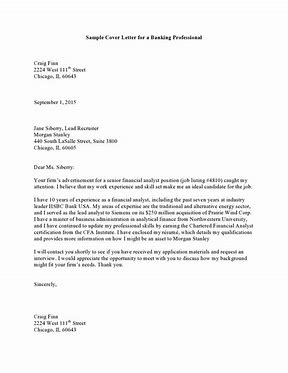 Sample Cover Letter for a Banking Professional
Craig Finn
2224 West 111th Street
Chicago, IL 60643
September 1, 2015
Jane Siberry, Lead Recruiter
Morgan Stanley
440 South LaSalle Street, Suite 3800
Chicago, IL 60605
Dear Ms. Siberry:
Your firm's advertisement for a senior financial analyst position (job listing #4810) caught my
attention. I believe that my work experience and skill set make me an ideal candidate for the job.
I have 10 years of experience as a financial analyst, including the past seven years at industry
leader HSBC Bank USA. My areas of expertise are the traditional and alternative energy sector,
and I served as the lead analyst to Siemens on its $250 million acquisition of Prairie Wind Corp.
I have a master of business administration in analytical finance from Northwestern University,
and I have continued to update my professional skills by earning the Chartered Financial Analyst
certification from the CFA Institute. I have enclosed my resume, which details my qualifications
and provides more information on how I might be an asset to Morgan Stanley
I will contact you shortly to see if you have received my application materials and request an
interview. I would appreciate the opportunity to meet with you to discuss how my background
might fit your firm's needs. Thank you.
Sincerely,
Craig Finn
2224 West 111th Street
Chicago, IL 60643